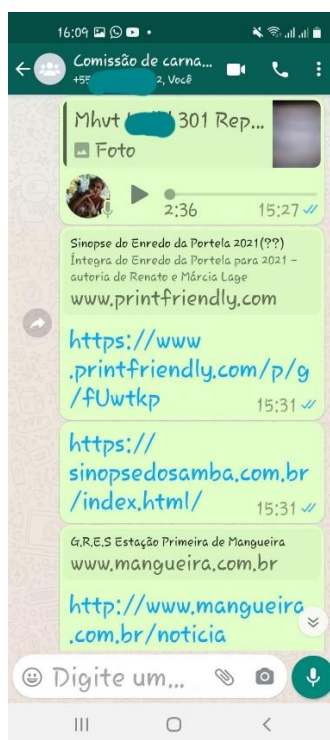 16:09
Comissão de carna...
+55 2, Você
Mhvt 301 Rep...
Foto
2:36 15:27
Sinopse do Enredo da Portela 2021(??)
Íntegra do Enredo da Portela para 2021 –
autoria de Renato e Márcia Lage
www.printfriendly.com
https://www
.printfriendly.com/p/g
/fUwtkp
15:31
https://
sinopsedosamba.com.br
/index.html/
15:31
G.R.E.S Estação Primeira de Mangueira
www.mangueira.com.br
http://www.mangueira
.com.br/noticia
Digite um...